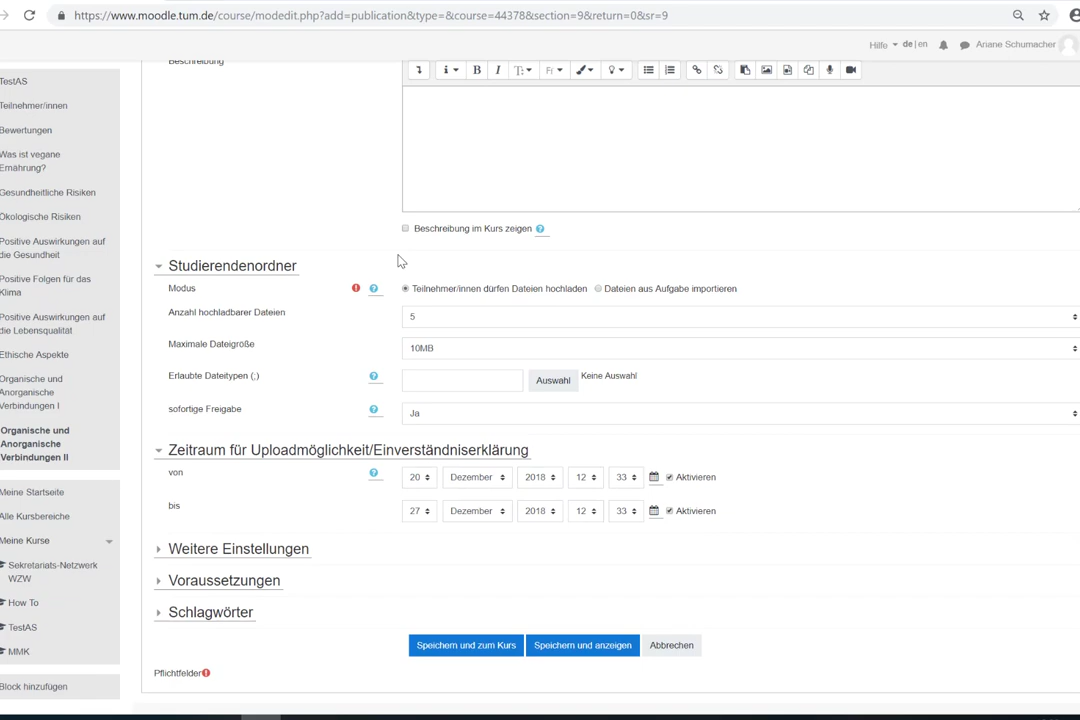 https://www.moodle.tum.de/course/modedit.php?add=publication&type=&course=44378&section=9&return=0&sr=9
Hilfe de | en Ariane Schumacher
TestAS
Teilnehmer/innen
Bewertungen
Was ist vegane
Ernährung?
Gesundheitliche Risiken
Ökologische Risiken
Positive Auswirkungen auf
die Gesundheit
Positive Folgen für das
Klima
Positive Auswirkungen auf
die Lebensqualität
Ethische Aspekte
Organische und
Anorganische
Verbindungen I
Organische und
Anorganische
Verbindungen II
Meine Startseite
Alle Kursbereiche
Meine Kurse
Sekretariats-Netzwerk
WZW
How To
TestAS
MMK
Block hinzufügen
Beschreibung
Beschreibung im Kurs zeigen
Studierendenordner
Modus Teilnehmer/innen dürfen Dateien hochladen Dateien aus Aufgabe importieren
Anzahl hochladbarer Dateien 5
Maximale Dateigröße 10MB
Erlaubte Dateitypen (;) Auswahl Keine Auswahl
sofortige Freigabe Ja
Zeitraum für Uploadmöglichkeit/Einverständniserklärung
von 20 Dezember 2018 12 33 Aktivieren
bis 27 Dezember 2018 12 33 Aktivieren
Weitere Einstellungen
Voraussetzungen
Schlagwörter
Speichern und zum Kurs Speichern und anzeigen Abbrechen
Pflichtfelder